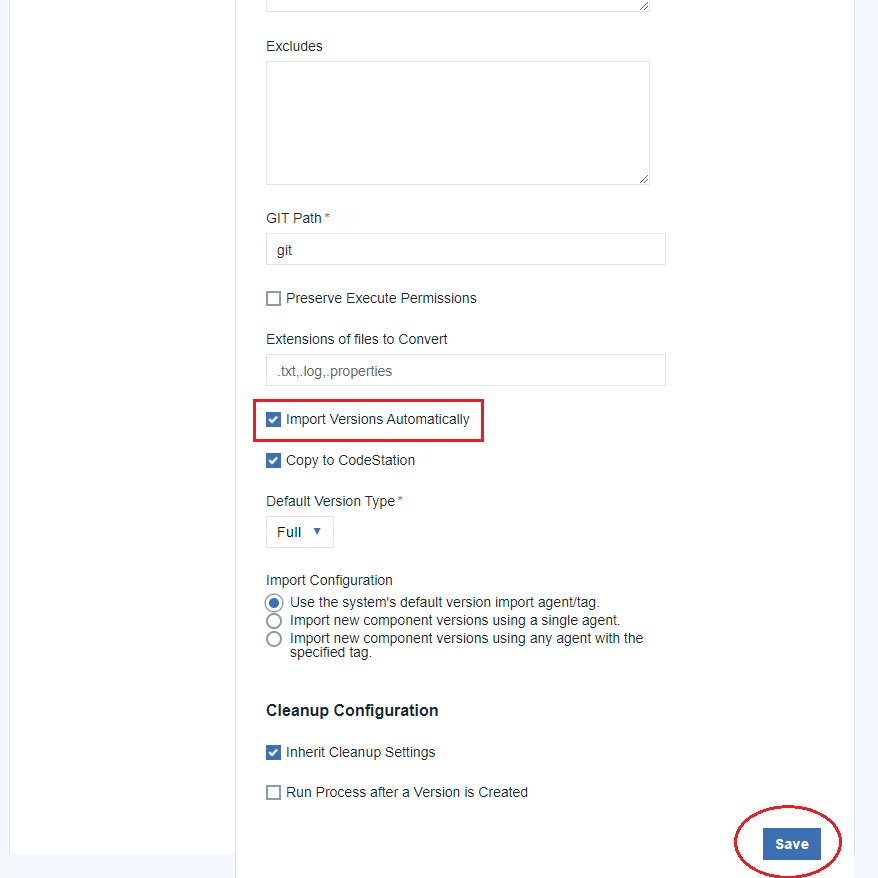 Excludes
GIT Path *
git
Preserve Execute Permissions
Extensions of files to Convert
.txt,.log,.properties
Import Versions Automatically
Copy to CodeStation
Default Version Type *
Full
Import Configuration
Use the system's default version import agent/tag.
Import new component versions using a single agent.
Import new component versions using any agent with the
specified tag.
Cleanup Configuration
Inherit Cleanup Settings
Run Process after a Version is Created
Save